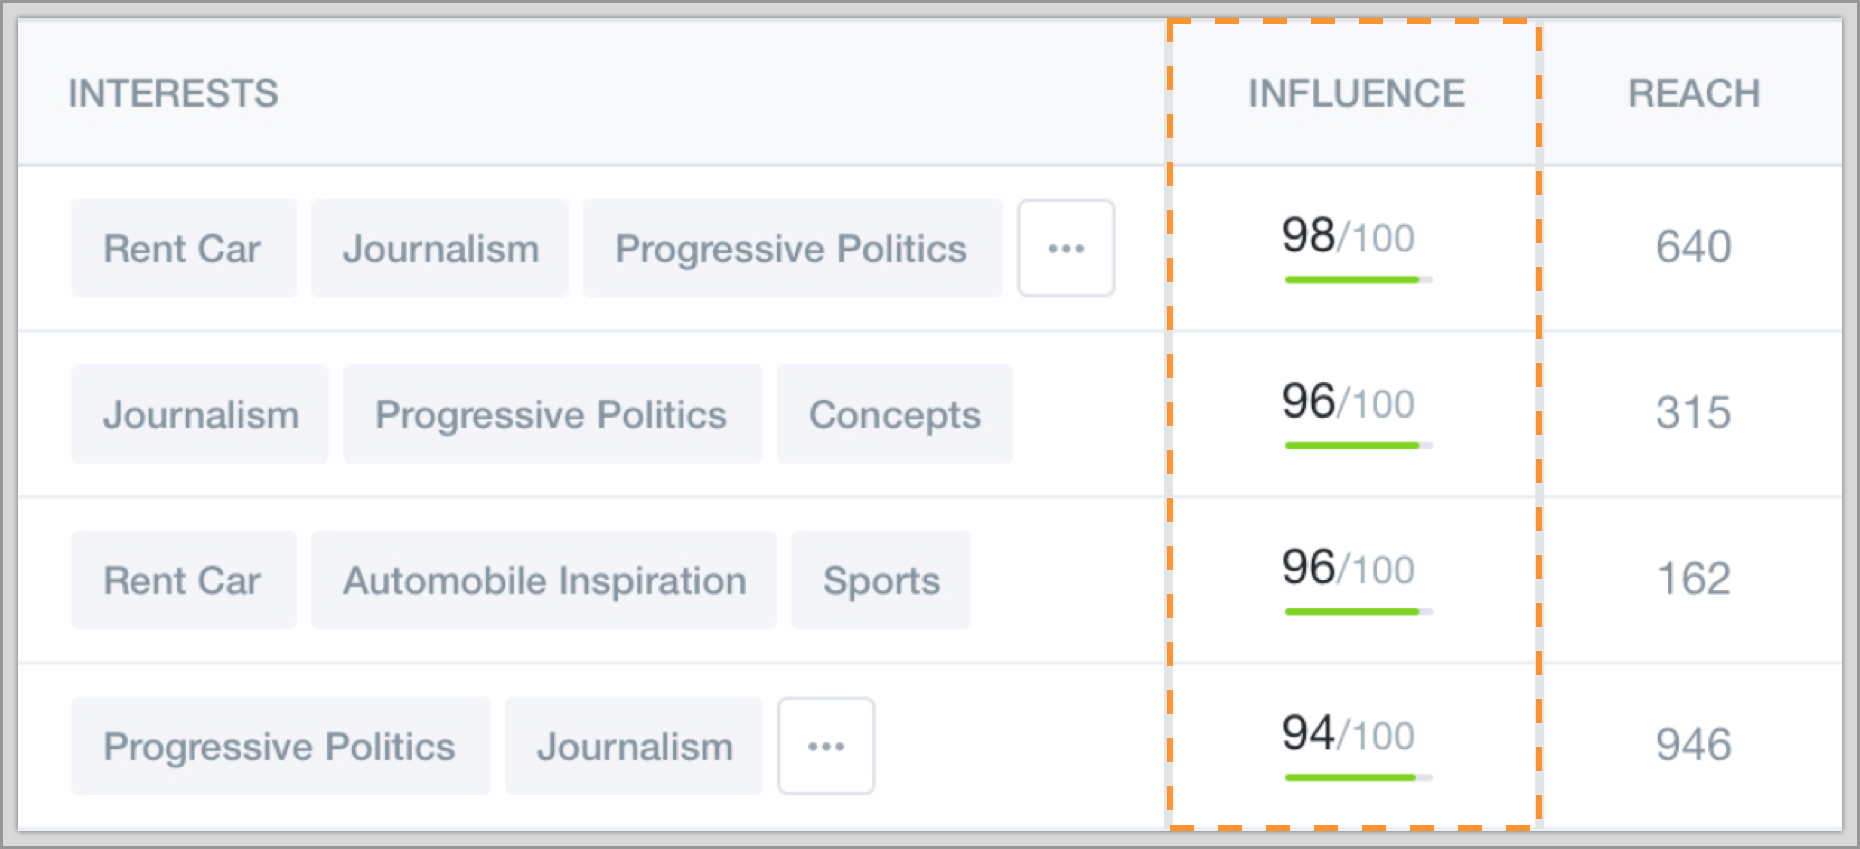 INTERESTS INFLUENCE REACH
Rent Car Journalism Progressive Politics ••• 98/100 640
Journalism Progressive Politics Concepts 96/100 315
Rent Car Automobile Inspiration Sports 96/100 162
Progressive Politics Journalism ••• 94/100 946